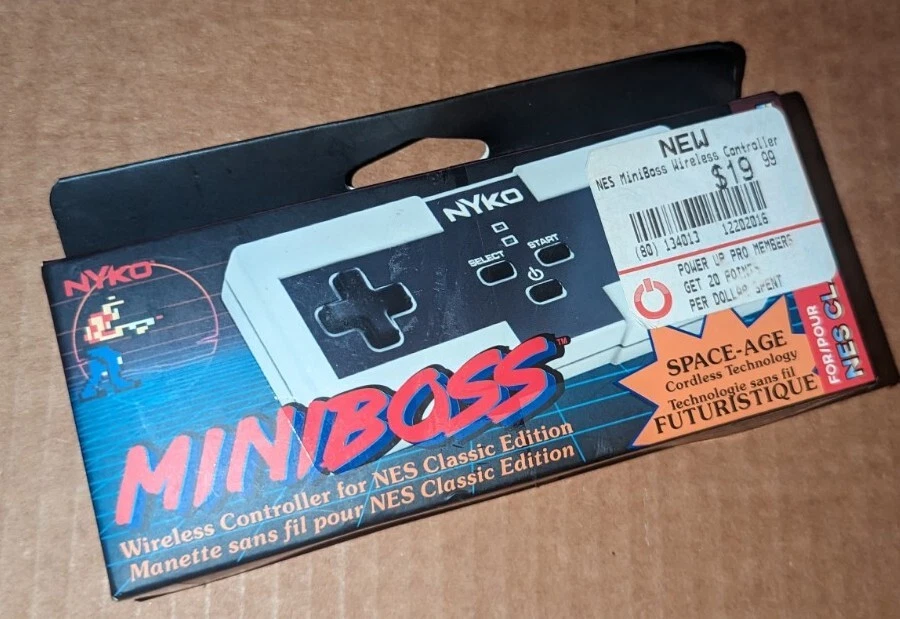 NYKO
NYKO
SELECT
START
MINIBOSS™
Wireless Controller for NES Classic Edition
Manette sans fil pour NES Classic Edition
NEW
NES MiniBoss Wireless Controller
$19 99
(80) 134013 12202016
POWER UP PRO MEMBERS
GET 20 POINTS
PER DOLLAR SPENT
SPACE-AGE
Cordless Technology
Technologie sans fil
FUTURISTIQUE
FOR/POUR
NES CL